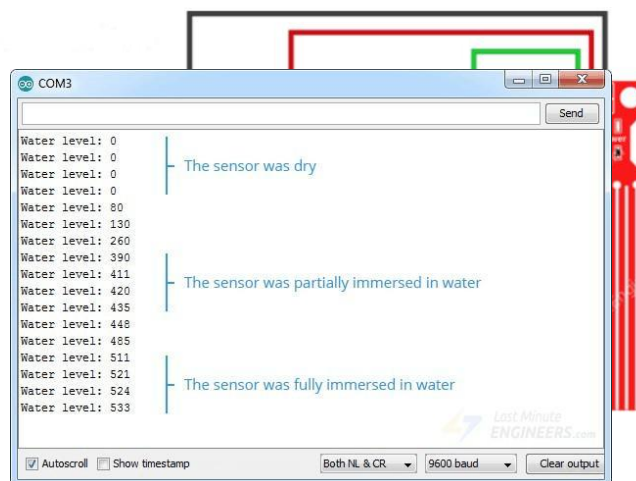 COM3
Send
Water level: 0
Water level: 0
The sensor was dry
Water level: 0
Water level: 0
Water level: 80
Water level: 130
Water level: 260
Water level: 390
Water level: 411
The sensor was partially immersed in water
Water level: 420
Water level: 435
Water level: 448
Water level: 485
Water level: 511
Water level: 521
The sensor was fully immersed in water
Water level: 524
Water level: 533
Last Minute
ENGINEERS.com
Autoscroll Show timestamp Both NL & CR 9600 baud Clear output